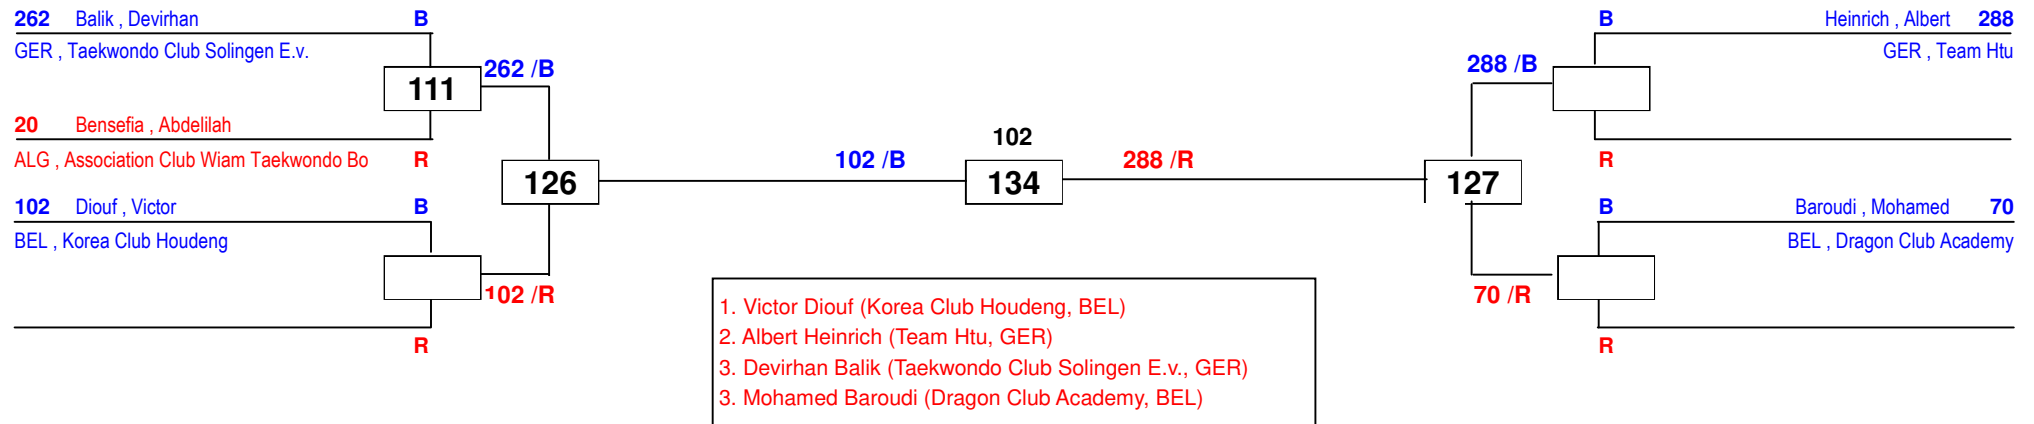 262 Balik , Devirhan B
GER , Taekwondo Club Solingen E.v.
111
262 /B
20 Bensefia , Abdelilah
ALG , Association Club Wiam Taekwondo Bo R
126
102 Diouf , Victor B
BEL , Korea Club Houdeng
102 /R
R
102 /B
102
134
288 /R
B Heinrich , Albert 288
GER , Team Htu
288 /B
R
127
B Baroudi , Mohamed 70
BEL , Dragon Club Academy
70 /R
R
1. Victor Diouf (Korea Club Houdeng, BEL)
2. Albert Heinrich (Team Htu, GER)
3. Devirhan Balik (Taekwondo Club Solingen E.v., GER)
3. Mohamed Baroudi (Dragon Club Academy, BEL)